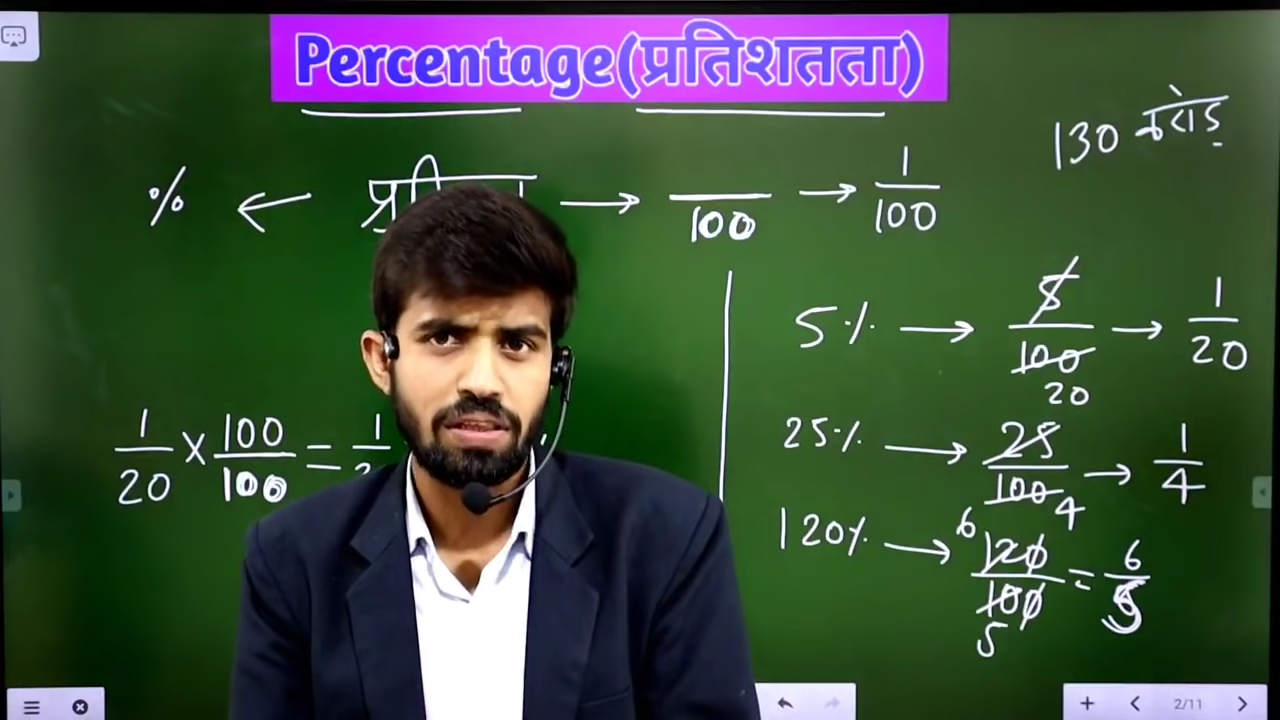 Percentage(प्रतिशतता)
130 करोड
% ← → /100 → 1/100
5% → 5/100 20 → 1/20
25% → 25/100 4 → 1/4
1/20 × 100/100 = 1/
120% → 6 120/100 5 = 6/5
2/11